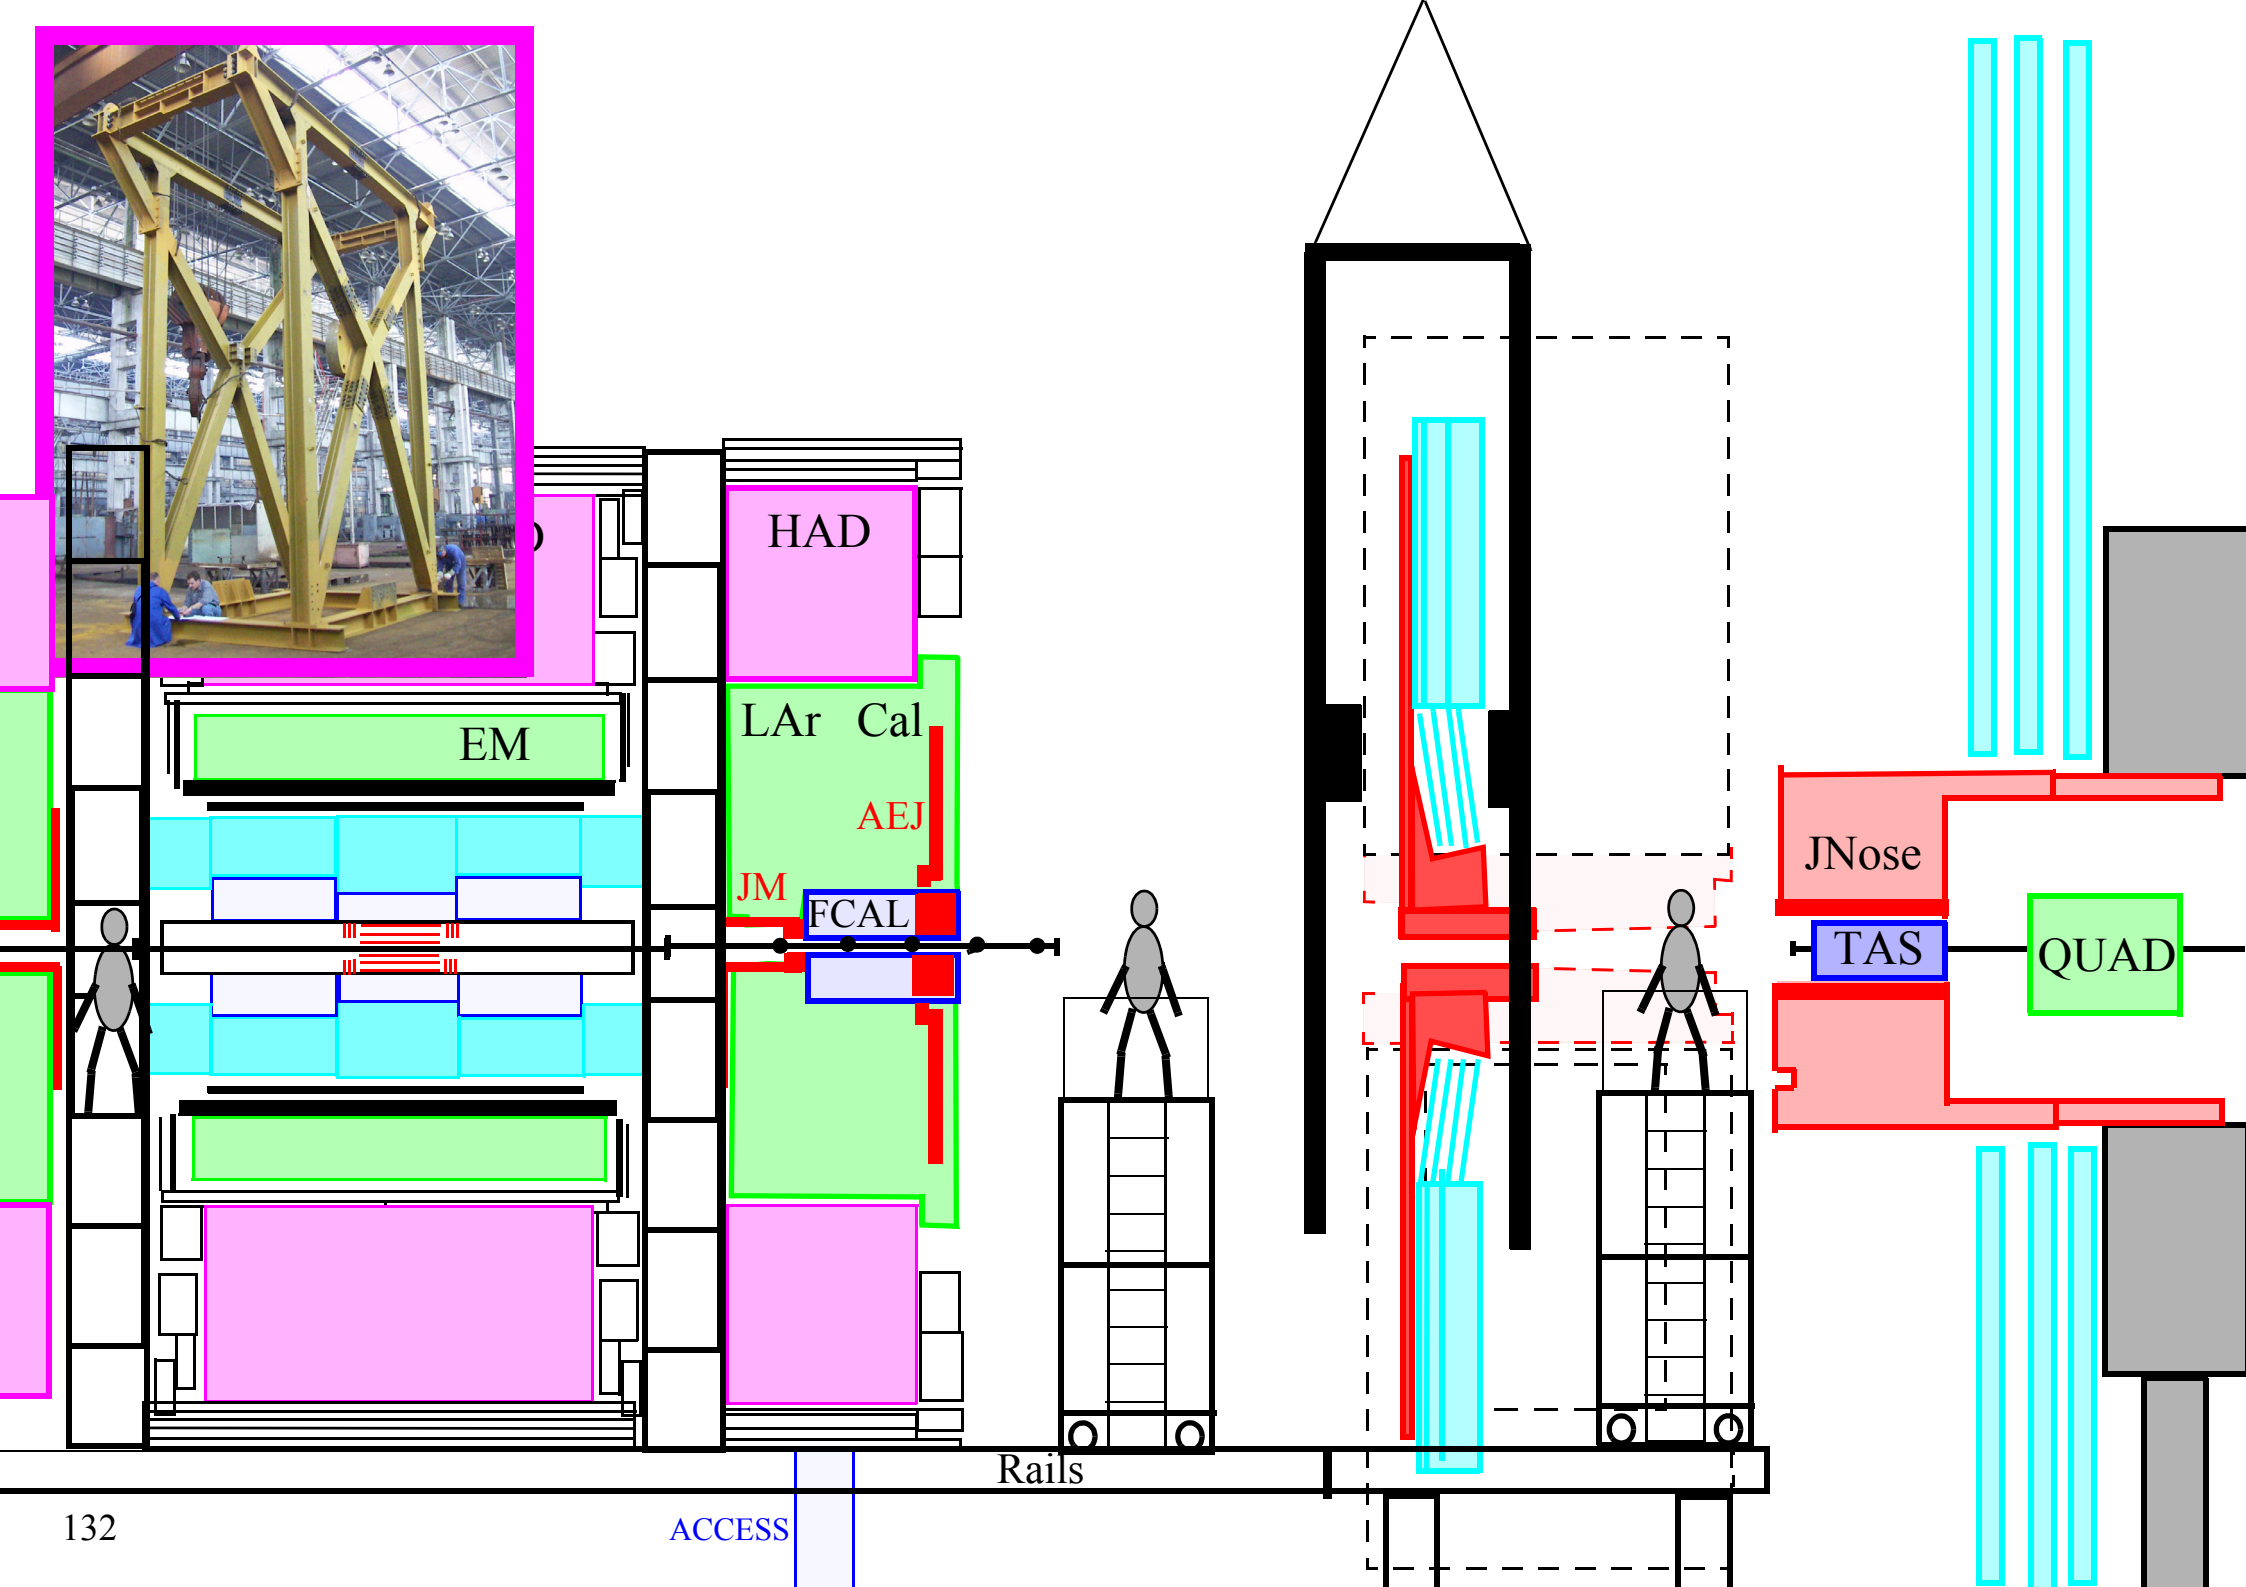 HAD
LAr Cal
EM
AEJ
JM
FCAL
JNose
TAS
QUAD
Rails
132
ACCESS